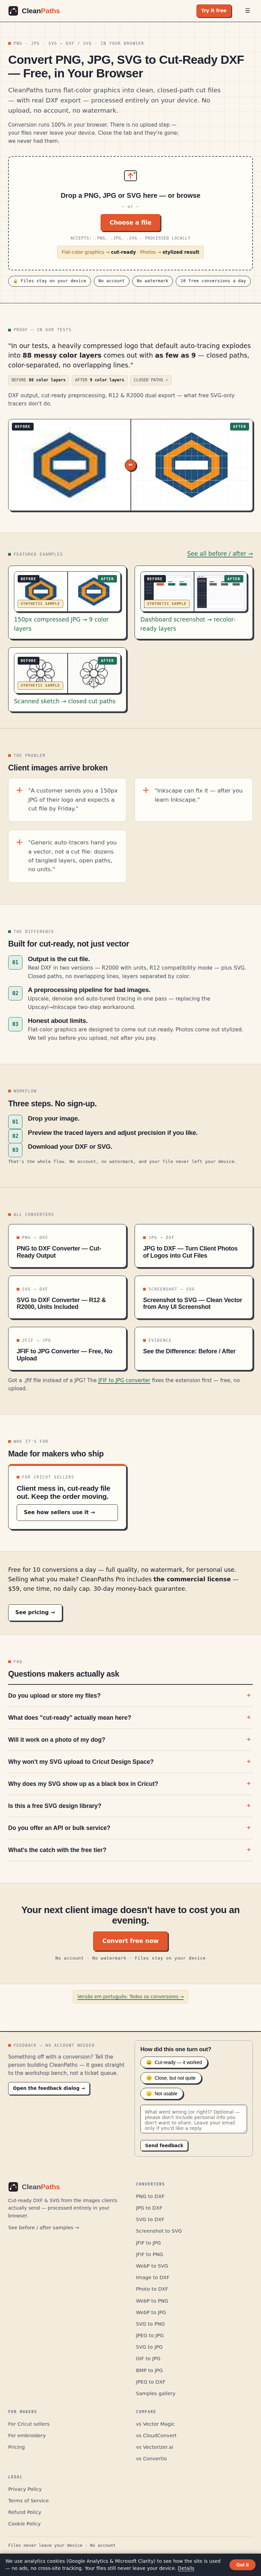 CleanPaths
Try it free
PNG · JPG · SVG → DXF / SVG · IN YOUR BROWSER
Convert PNG, JPG, SVG to Cut-Ready DXF
— Free, in Your Browser
CleanPaths turns flat-color graphics into clean, closed-path cut files
— with real DXF export — processed entirely on your device. No
upload, no account, no watermark.
Conversion runs 100% in your browser. There is no upload step —
your files never leave your device. Close the tab and they're gone;
we never had them.
Drop a PNG, JPG or SVG here — or browse
— or —
Choose a file
ACCEPTS: .PNG, .JPG, .SVG · PROCESSED LOCALLY
Flat-color graphics → cut-ready · Photos → stylized result
Files stay on your device
No account
No watermark
10 free conversions a day
PROOF — IN OUR TESTS
"In our tests, a heavily compressed logo that default auto-tracing explodes
into 88 messy color layers comes out with as few as 9 — closed paths,
color-separated, no overlapping lines."
BEFORE 88 color layers
AFTER 9 color layers
CLOSED PATHS ✓
DXF output, cut-ready preprocessing, R12 & R2000 dual export — what free SVG-only
tracers don't do.
BEFORE
AFTER
FEATURED EXAMPLES
See all before / after →
BEFORE
AFTER
SYNTHETIC SAMPLE
150px compressed JPG → 9 color
layers
BEFORE
AFTER
SYNTHETIC SAMPLE
Dashboard screenshot → recolor-
ready layers
BEFORE
AFTER
SYNTHETIC SAMPLE
Scanned sketch → closed cut paths
THE PROBLEM
Client images arrive broken
"A customer sends you a 150px
JPG of their logo and expects a
cut file by Friday."
"Inkscape can fix it — after you
learn Inkscape."
"Generic auto-tracers hand you
a vector, not a cut file: dozens
of tangled layers, open paths,
no units."
THE DIFFERENCE
Built for cut-ready, not just vector
01
Output is the cut file.
Real DXF in two versions — R2000 with units, R12 compatibility mode — plus SVG.
Closed paths, no overlapping lines, layers separated by color.
02
A preprocessing pipeline for bad images.
Upscale, denoise and auto-tuned tracing in one pass — replacing the
Upscayl→Inkscape two-step workaround.
03
Honest about limits.
Flat-color graphics are designed to come out cut-ready. Photos come out stylized.
We tell you before you upload, not after you pay.
WORKFLOW
Three steps. No sign-up.
01
Drop your image.
02
Preview the traced layers and adjust precision if you like.
03
Download your DXF or SVG.
That's the whole flow. No account, no watermark, and your file never left your device.
ALL CONVERTERS
PNG → DXF
PNG to DXF Converter — Cut-
Ready Output
JPG → DXF
JPG to DXF — Turn Client Photos
of Logos into Cut Files
SVG → DXF
SVG to DXF Converter — R12 &
R2000, Units Included
SCREENSHOT → SVG
Screenshot to SVG — Clean Vector
from Any UI Screenshot
JFIF → JPG
JFIF to JPG Converter — Free, No
Upload
EVIDENCE
See the Difference: Before / After
Got a .jfif file instead of a JPG? The JFIF to JPG converter fixes the extension first — free, no
upload.
WHO IT'S FOR
Made for makers who ship
FOR CRICUT SELLERS
Client mess in, cut-ready file
out. Keep the order moving.
See how sellers use it →
Free for 10 conversions a day — full quality, no watermark, for personal use.
Selling what you make? CleanPaths Pro includes the commercial license —
$59, one time, no daily cap. 30-day money-back guarantee.
See pricing →
FAQ
Questions makers actually ask
Do you upload or store my files?
What does "cut-ready" actually mean here?
Will it work on a photo of my dog?
Why won't my SVG upload to Cricut Design Space?
Why does my SVG show up as a black box in Cricut?
Is this a free SVG design library?
Do you offer an API or bulk service?
What's the catch with the free tier?
Your next client image doesn't have to cost you an
evening.
Convert free now
No account · No watermark · Files stay on your device
Versão em português: Todos os conversores →
FEEDBACK — NO ACCOUNT NEEDED
Something off with a conversion? Tell the
person building CleanPaths — it goes straight
to the workshop bench, not a ticket queue.
Open the feedback dialog →
How did this one turn out?
Cut-ready — it worked
Close, but not quite
Not usable
What went wrong (or right)? Optional —
please don't include personal info you
don't want to share. Leave your email
only if you'd like a reply.
Send feedback
CleanPaths
Cut-ready DXF & SVG from the images clients
actually send — processed entirely in your
browser.
See before / after samples →
CONVERTERS
PNG to DXF
JPG to DXF
SVG to DXF
Screenshot to SVG
JFIF to JPG
JFIF to PNG
WebP to SVG
Image to DXF
Photo to DXF
WebP to PNG
WebP to JPG
SVG to PNG
JPEG to JPG
SVG to JPG
GIF to JPG
BMP to JPG
JPEG to DXF
Samples gallery
FOR MAKERS
For Cricut sellers
For embroidery
Pricing
COMPARE
vs Vector Magic
vs CloudConvert
vs Vectorizer.ai
vs Convertio
LEGAL
Privacy Policy
Terms of Service
Refund Policy
Cookie Policy
Files never leave your device · No account
We use analytics cookies (Google Analytics & Microsoft Clarity) to see how the site is used
— no ads, no cross-site tracking. Your files still never leave your device. Details
Got it